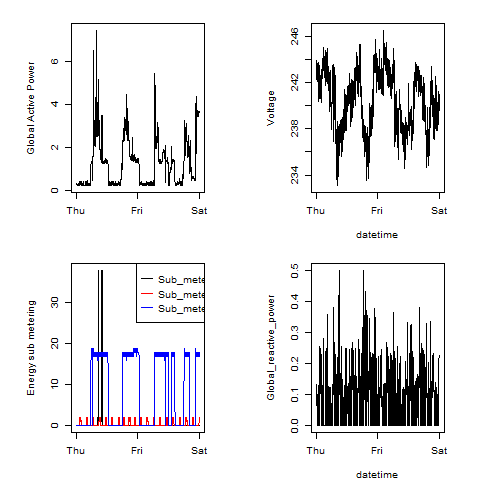 Global Active Power
0 2 4 6
Thu Fri Sat
Voltage
234 238 242 246
Thu Fri Sat
datetime
Energy sub metering
0 10 20 30
Sub_mete
Sub_mete
Sub_mete
Thu Fri Sat
Global_reactive_power
0.0 0.1 0.2 0.3 0.4 0.5
Thu Fri Sat
datetime